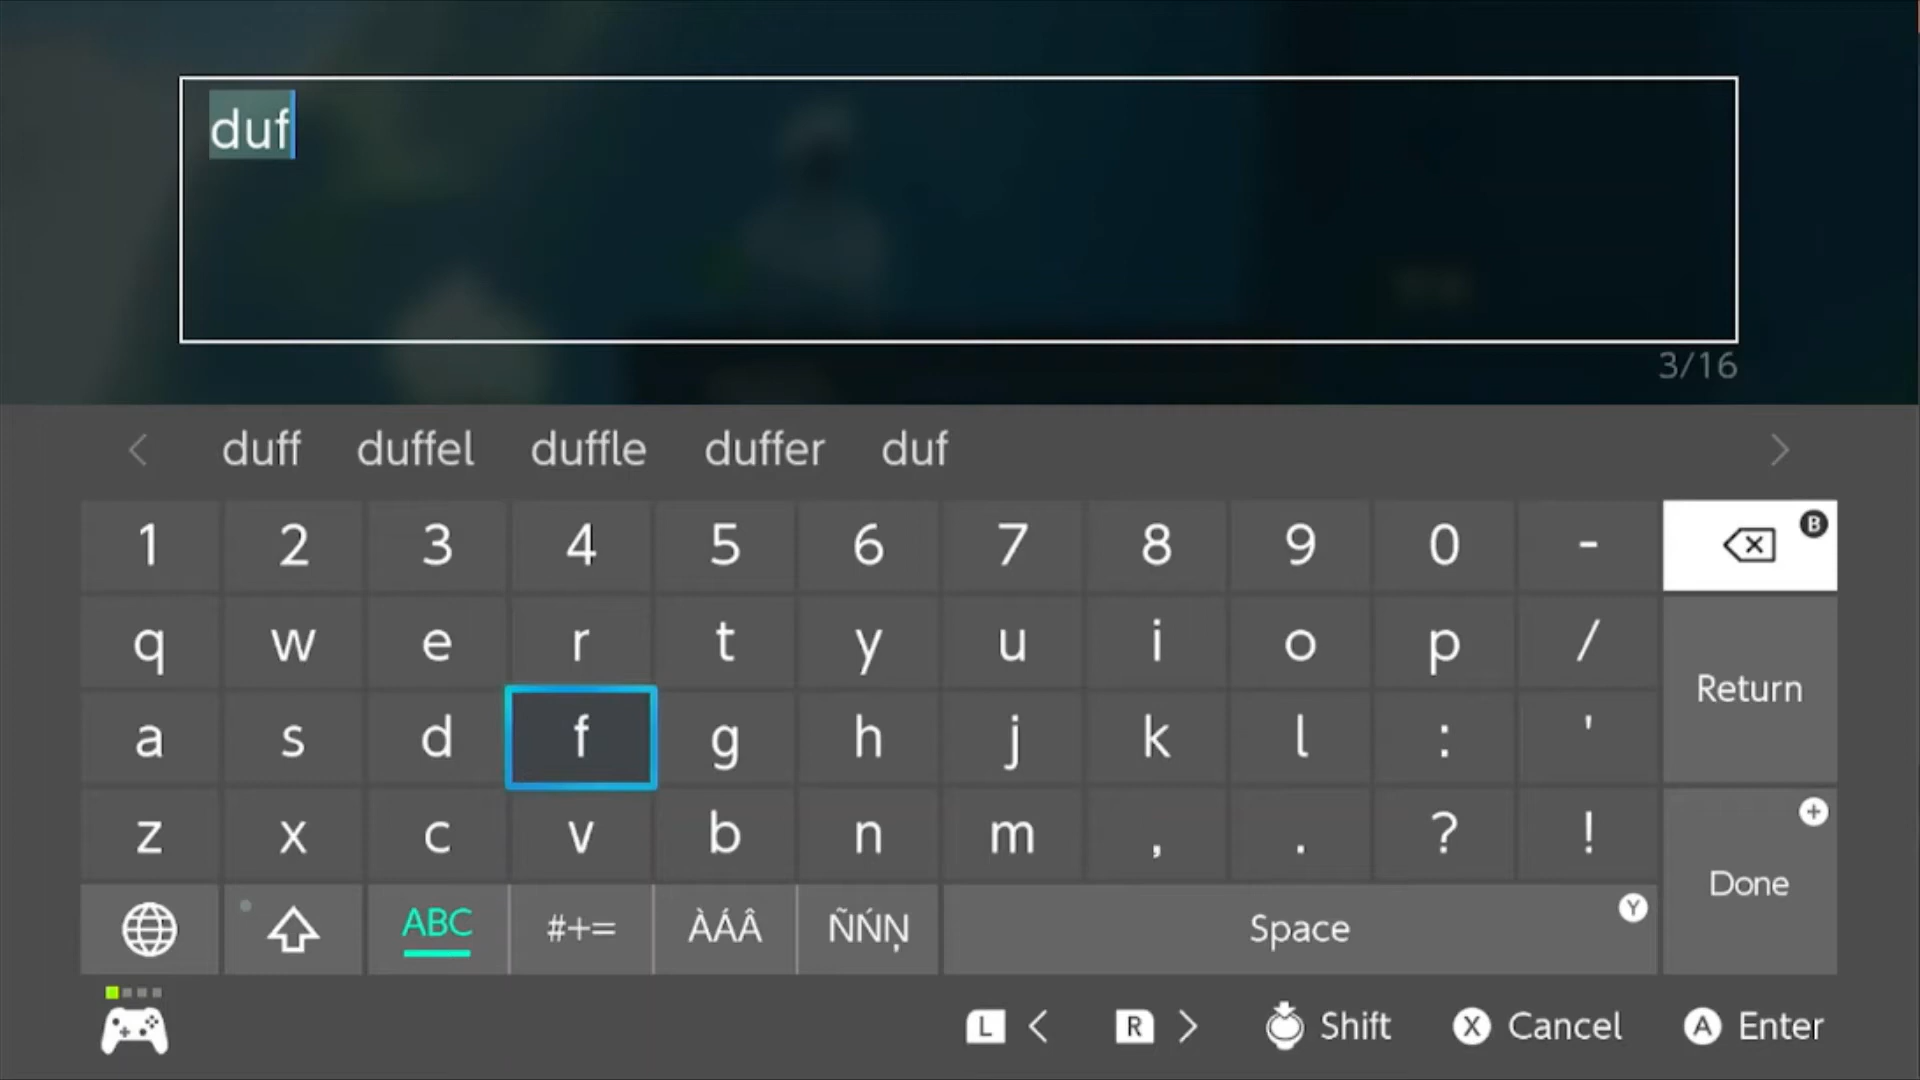 duf
3/16
duff duffel duffle duffer duf
1 2 3 4 5 6 7 8 9 0 - B
q w e r t y u i o p /
Return
a s d f g h j k l : '
z x c v b n m , . ? !
Done
ABC #+= ÀÁÂ ÑŃŅ Space Y
L R Shift X Cancel A Enter